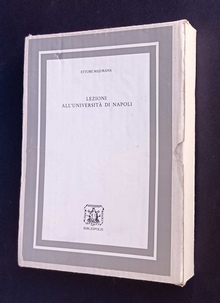 ETTORE MAJORANA
LEZIONI
ALL'UNIVERSITÀ DI NAPOLI
BIBLIOPOLIS